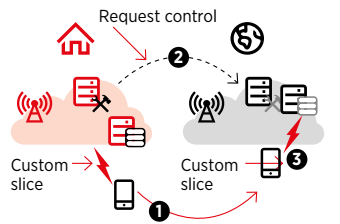 Request control
2
Custom
slice
Custom
slice
3
1